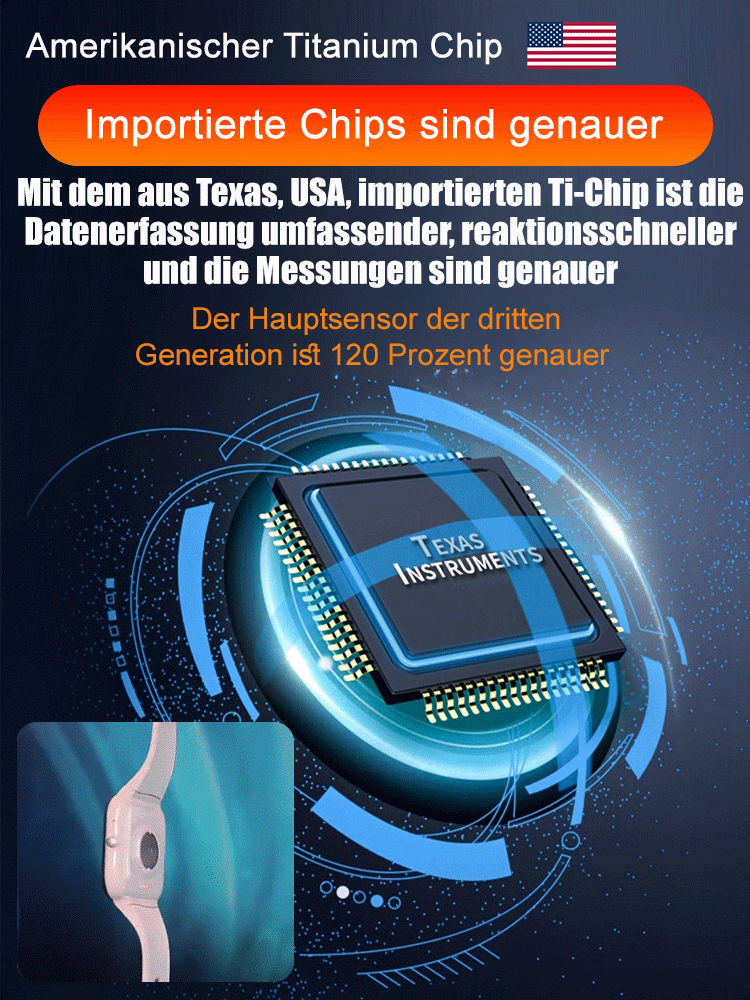 Amerikanischer Titanium Chip
Importierte Chips sind genauer
Mit dem aus Texas, USA, importierten Ti-Chip ist die
Datenerfassung umfassender, reaktionsschneller
und die Messungen sind genauer
Der Hauptsensor der dritten
Generation ist 120 Prozent genauer
TEXAS
INSTRUMENTS